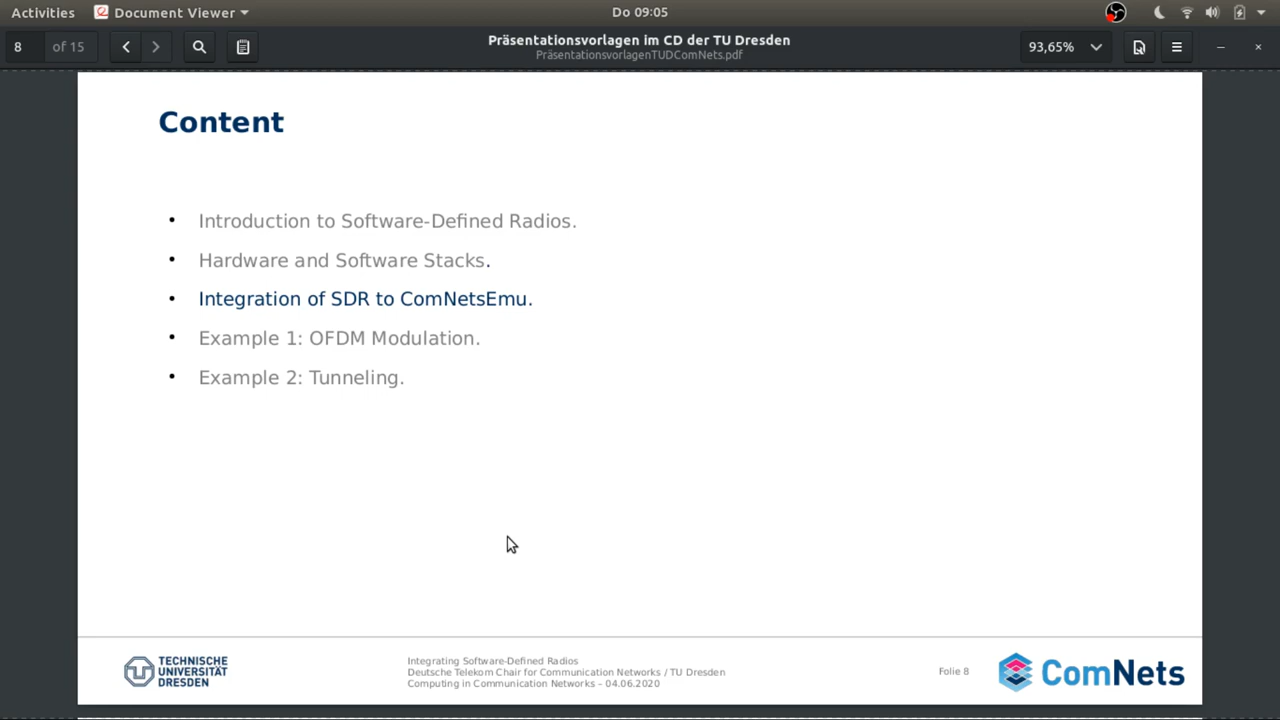 Activities
Document Viewer
Do 09:05
8
of 15
Präsentationsvorlagen im CD der TU Dresden
PräsentationsvorlagenTUDComNets.pdf
93,65%
Content
• Introduction to Software-Defined Radios.
• Hardware and Software Stacks.
• Integration of SDR to ComNetsEmu.
• Example 1: OFDM Modulation.
• Example 2: Tunneling.
TECHNISCHE
UNIVERSITÄT
DRESDEN
Integrating Software-Defined Radios
Deutsche Telekom Chair for Communication Networks / TU Dresden
Computing in Communication Networks – 04.06.2020
Folie 8
ComNets